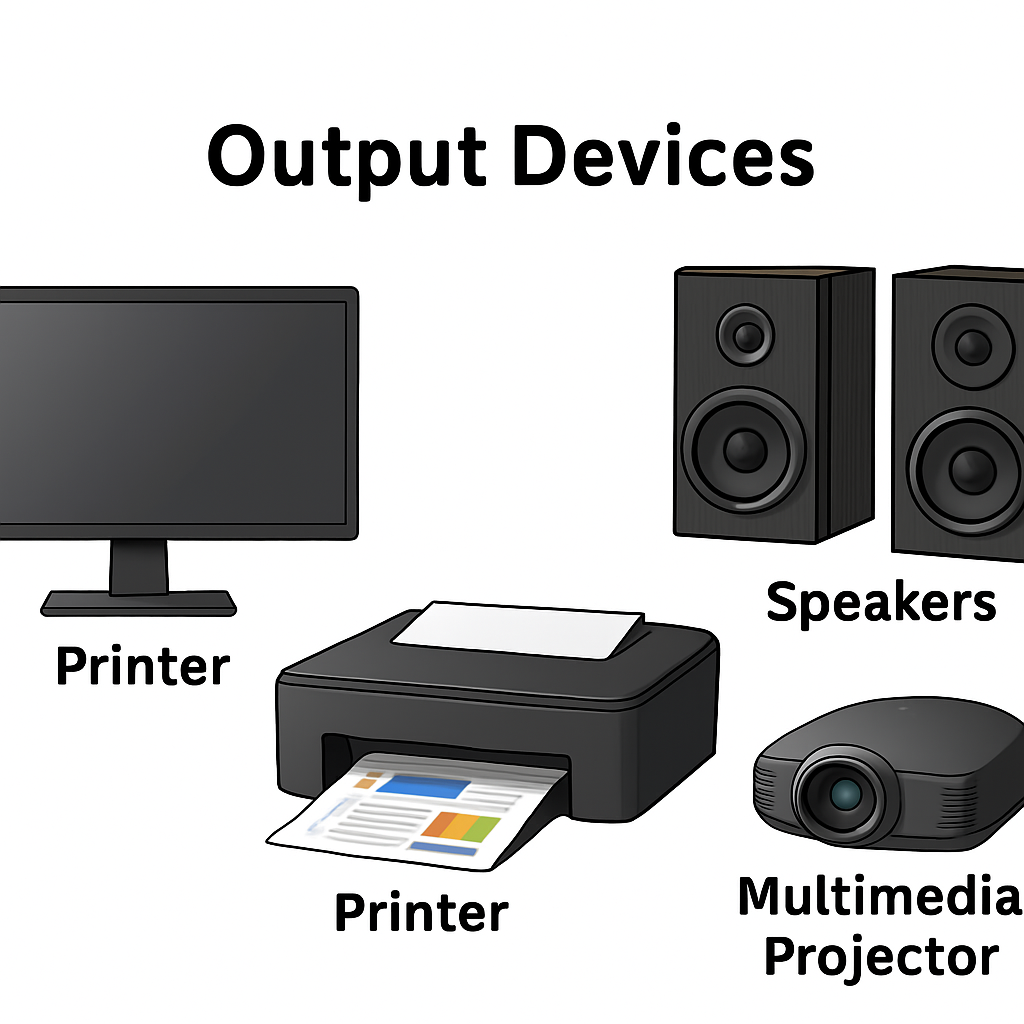 Output Devices
Speakers
Printer
Printer
Multimedia
Projector